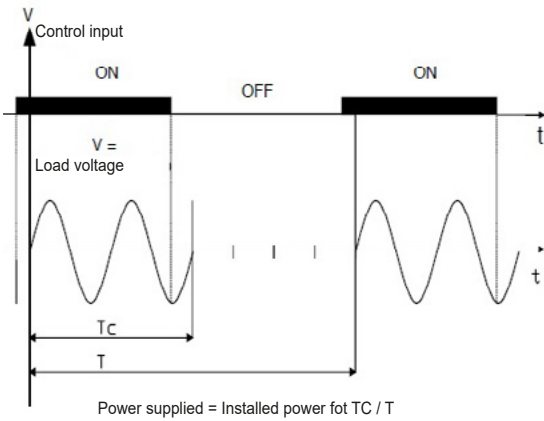 V
Control input
ON
ON
OFF
t
V =
Load voltage
t
Tc
T
Power supplied = Installed power fot TC / T